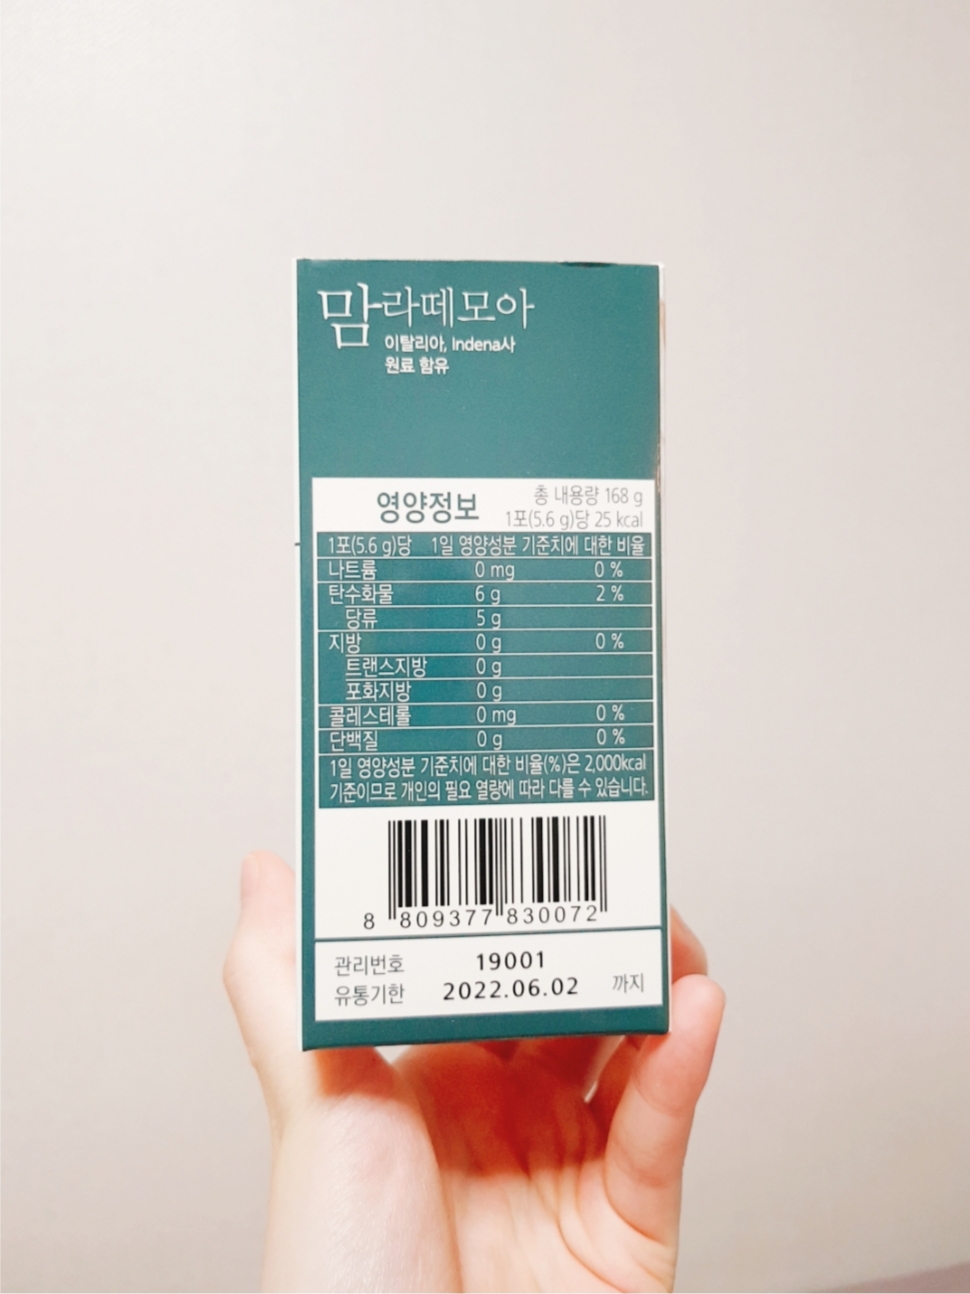 맘라떼모아
이탈리아, Indena사
원료 함유
영양정보
총 내용량 168 g
1포(5.6 g)당 25 kcal
1포(5.6 g)당 1일 영양성분 기준치에 대한 비율
나트륨 0 mg 0 %
탄수화물 6 g 2 %
당류 5 g
지방 0 g 0 %
트랜스지방 0 g
포화지방 0 g
콜레스테롤 0 mg 0 %
단백질 0 g 0 %
1일 영양성분 기준치에 대한 비율(%)은 2,000kcal
기준이므로 개인의 필요 열량에 따라 다를 수 있습니다.
8 809377 830072
관리번호 19001
유통기한 2022.06.02 까지